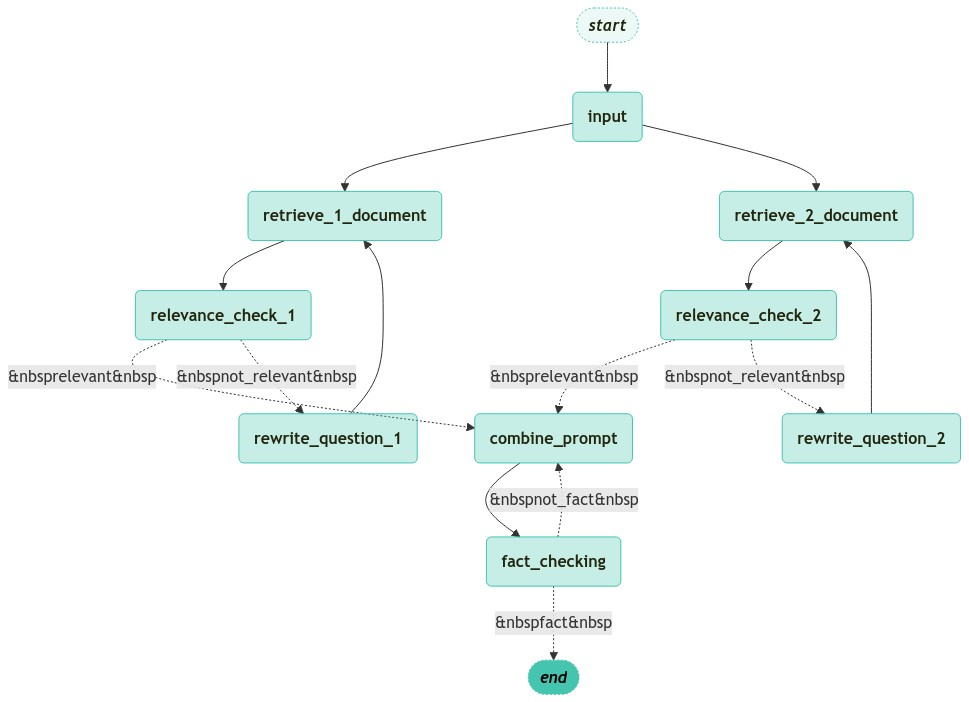 start
input
retrieve_1_document
retrieve_2_document
relevance_check_1
relevance_check_2
&nbsprelevant&nbsp
&nbspnot_relevant&nbsp
&nbsprelevant&nbsp
&nbspnot_relevant&nbsp
rewrite_question_1
combine_prompt
rewrite_question_2
&nbspnot_fact&nbsp
fact_checking
&nbspfact&nbsp
end